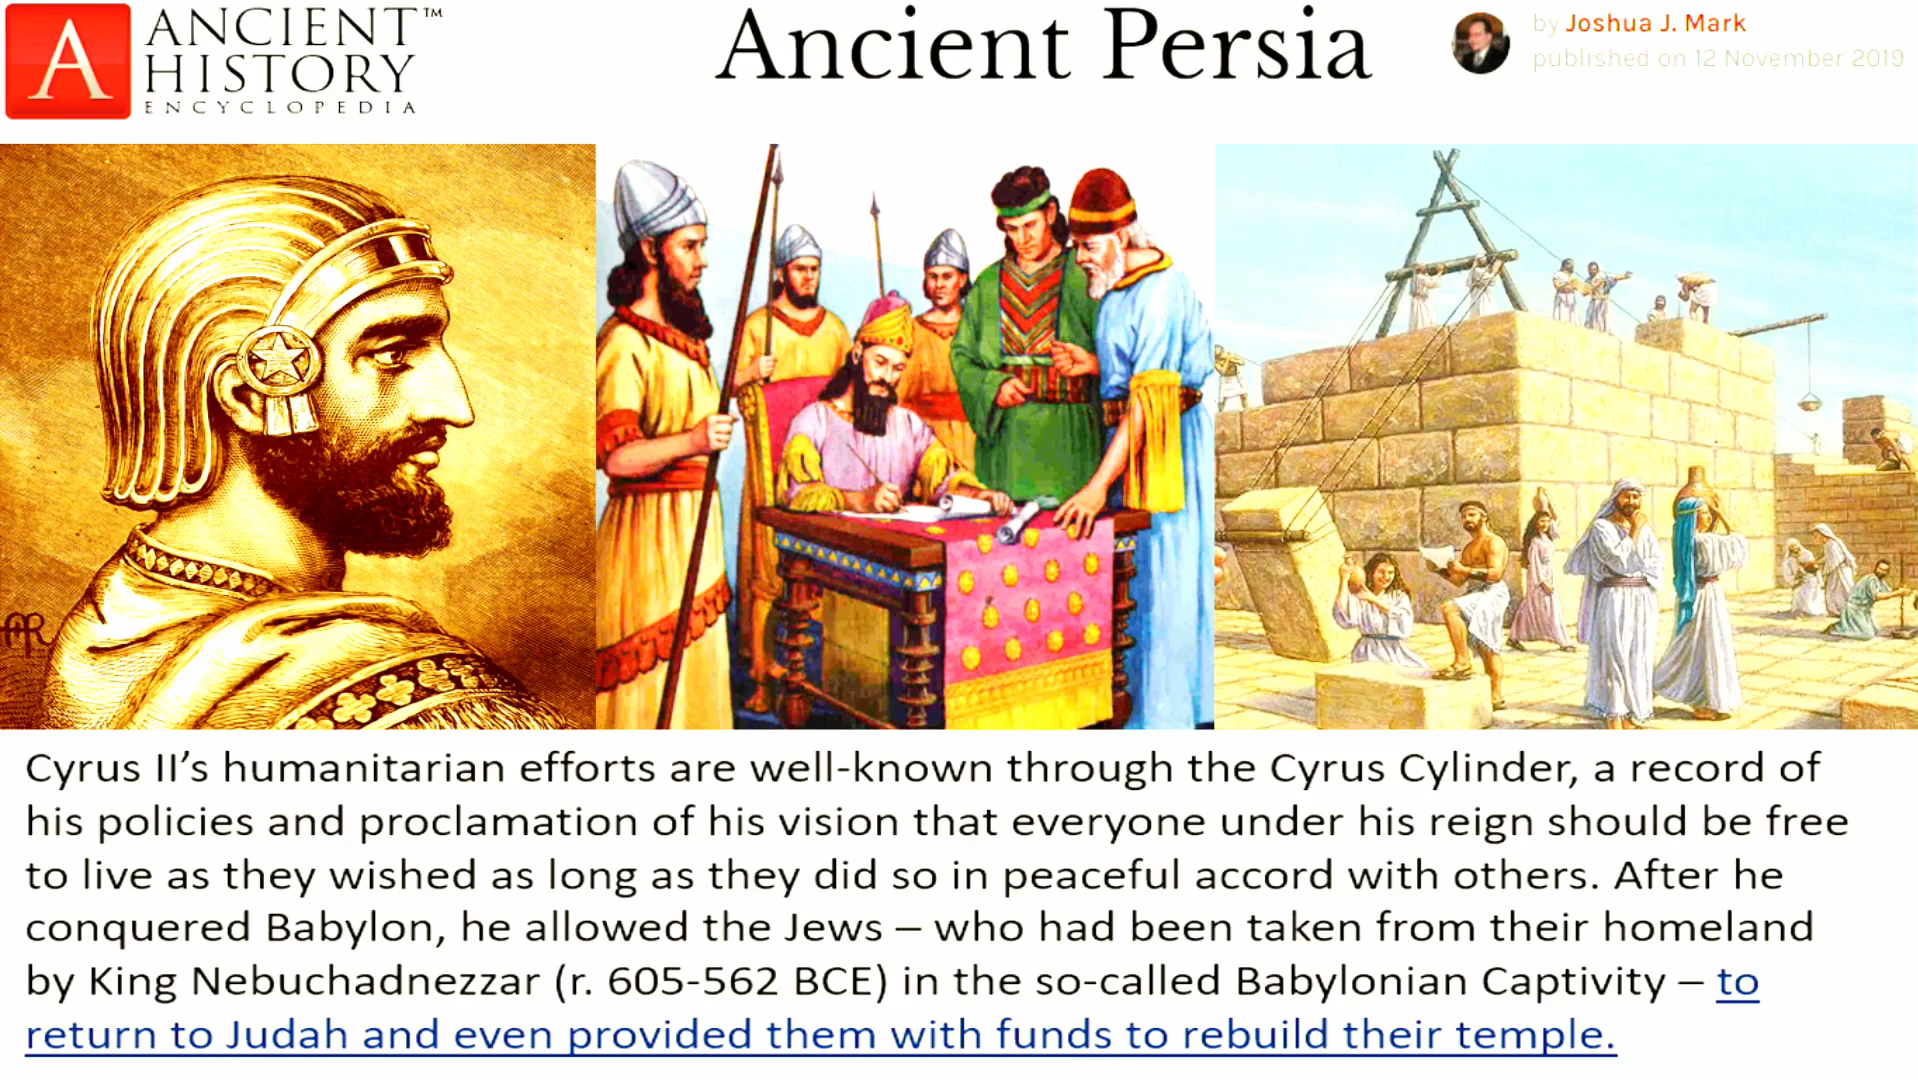 A
ANCIENT™
HISTORY
ENCYCLOPEDIA
Ancient Persia
by Joshua J. Mark
published on 12 November 2019
Cyrus II’s humanitarian efforts are well-known through the Cyrus Cylinder, a record of
his policies and proclamation of his vision that everyone under his reign should be free
to live as they wished as long as they did so in peaceful accord with others. After he
conquered Babylon, he allowed the Jews – who had been taken from their homeland
by King Nebuchadnezzar (r. 605-562 BCE) in the so-called Babylonian Captivity – to
return to Judah and even provided them with funds to rebuild their temple.